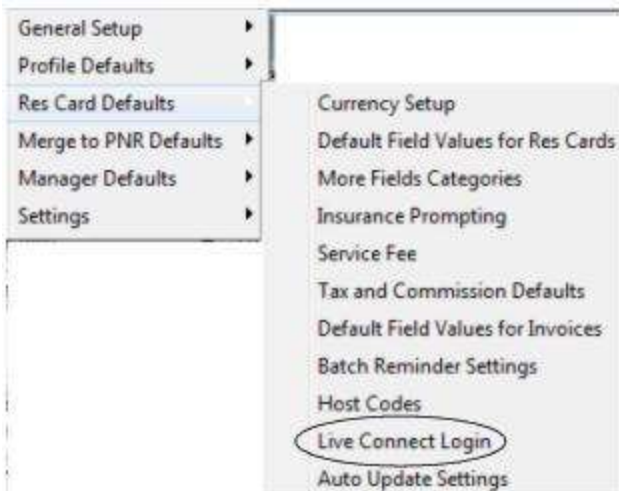 General Setup
Profile Defaults
Res Card Defaults
Merge to PNR Defaults
Manager Defaults
Settings
Currency Setup
Default Field Values for Res Cards
More Fields Categories
Insurance Prompting
Service Fee
Tax and Commission Defaults
Default Field Values for Invoices
Batch Reminder Settings
Host Codes
Live Connect Login
Auto Update Settings